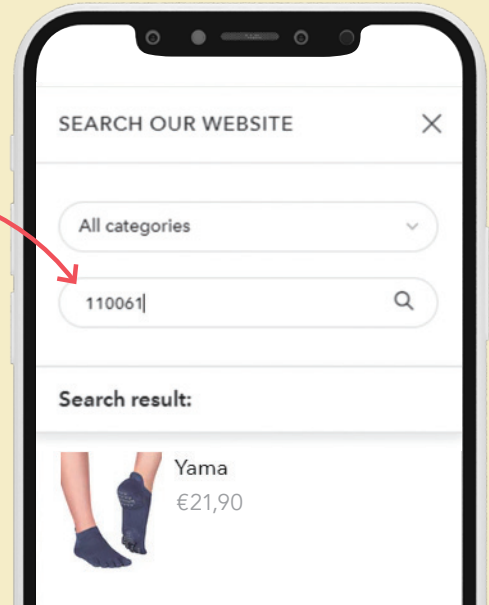 SEARCH OUR WEBSITE
All categories
110061
Search result:
Yama
€21,90